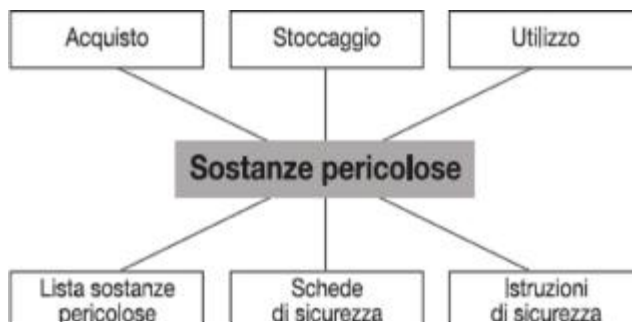 Acquisto
Stoccaggio
Utilizzo
Sostanze pericolose
Lista sostanze
pericolose
Schede
di sicurezza
Istruzioni
di sicurezza